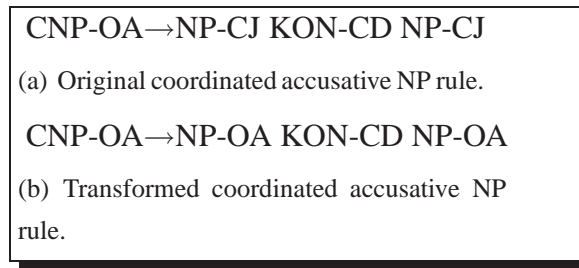 CNP-OA→NP-CJ KON-CD NP-CJ
(a) Original coordinated accusative NP rule.
CNP-OA→NP-OA KON-CD NP-OA
(b) Transformed coordinated accusative NP
rule.